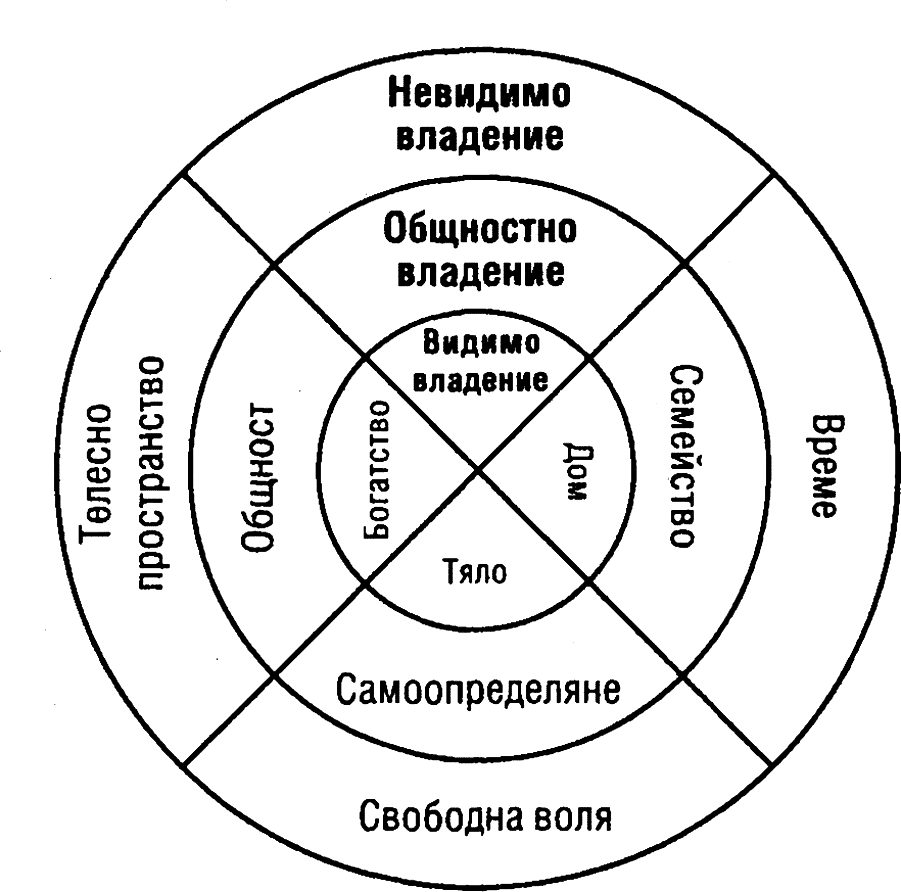 Невидимо
владение
Общностно
владение
Видимо
владение
Телесно
пространство
Общност
Богатство
Дом
Семейство
Време
Тяло
Самоопределяне
Свободна воля